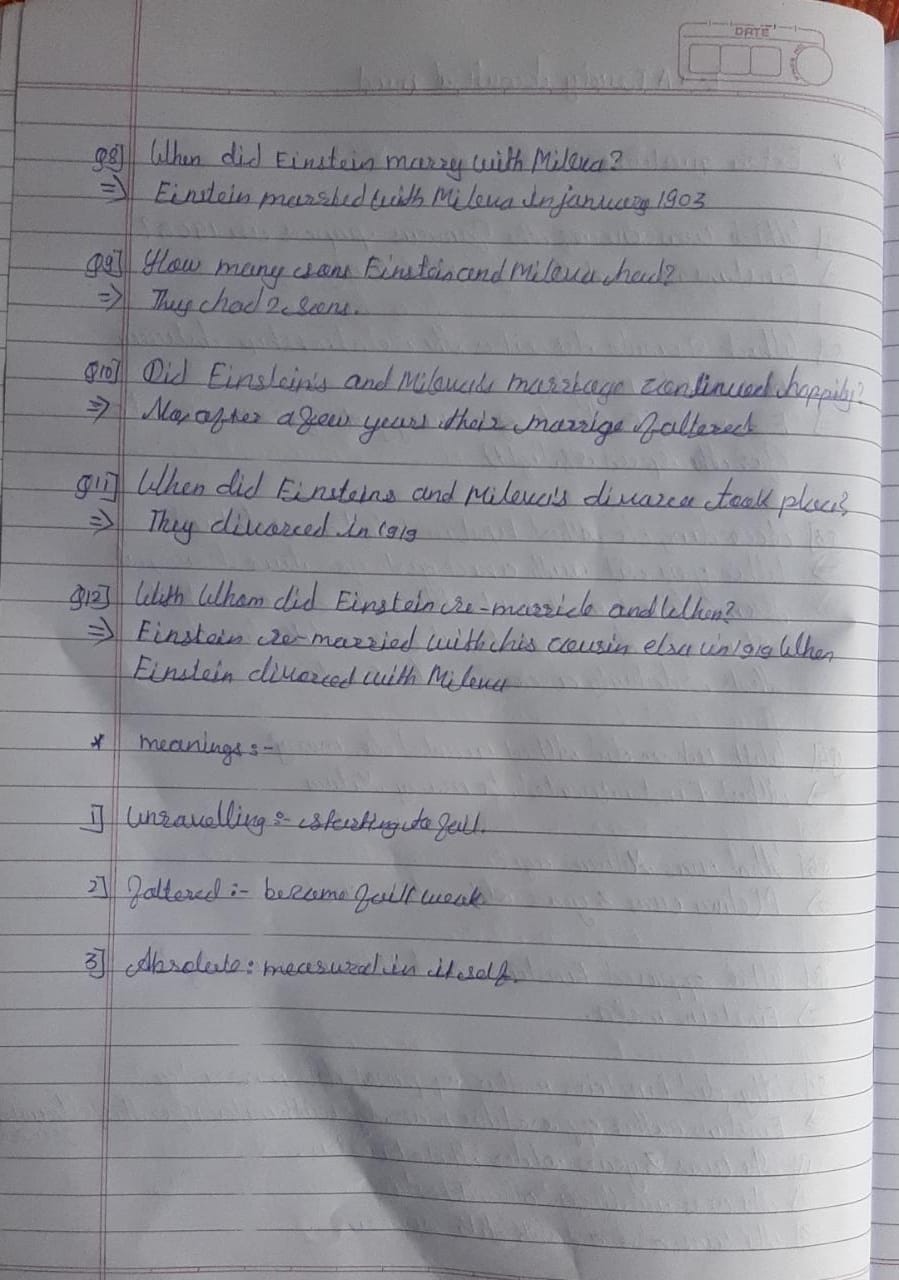 DATE
Q8] When did Einstein marry with Mileva?
⇒ Einstein married with Mileva In january 1903
Q9] How many sons Einstein and Mileva had?
⇒ They had 2 sons.
Q10] Did Einstein's and Mileva's marriage continued happily?
⇒ No, after a few years their marrige faltered
Q11] When did Einsteins and Mileva's divorce took place?
⇒ They divorced in 1919
Q12] With Whom did Einstein re-married and When?
⇒ Einstein re-married with his cousin elsa in 1919 When
Einstein divorced with Mileva
* meanings :-
1] Unravelling :- starting to fail.
2] faltered :- became weak
3] Absolute : measured in itself.